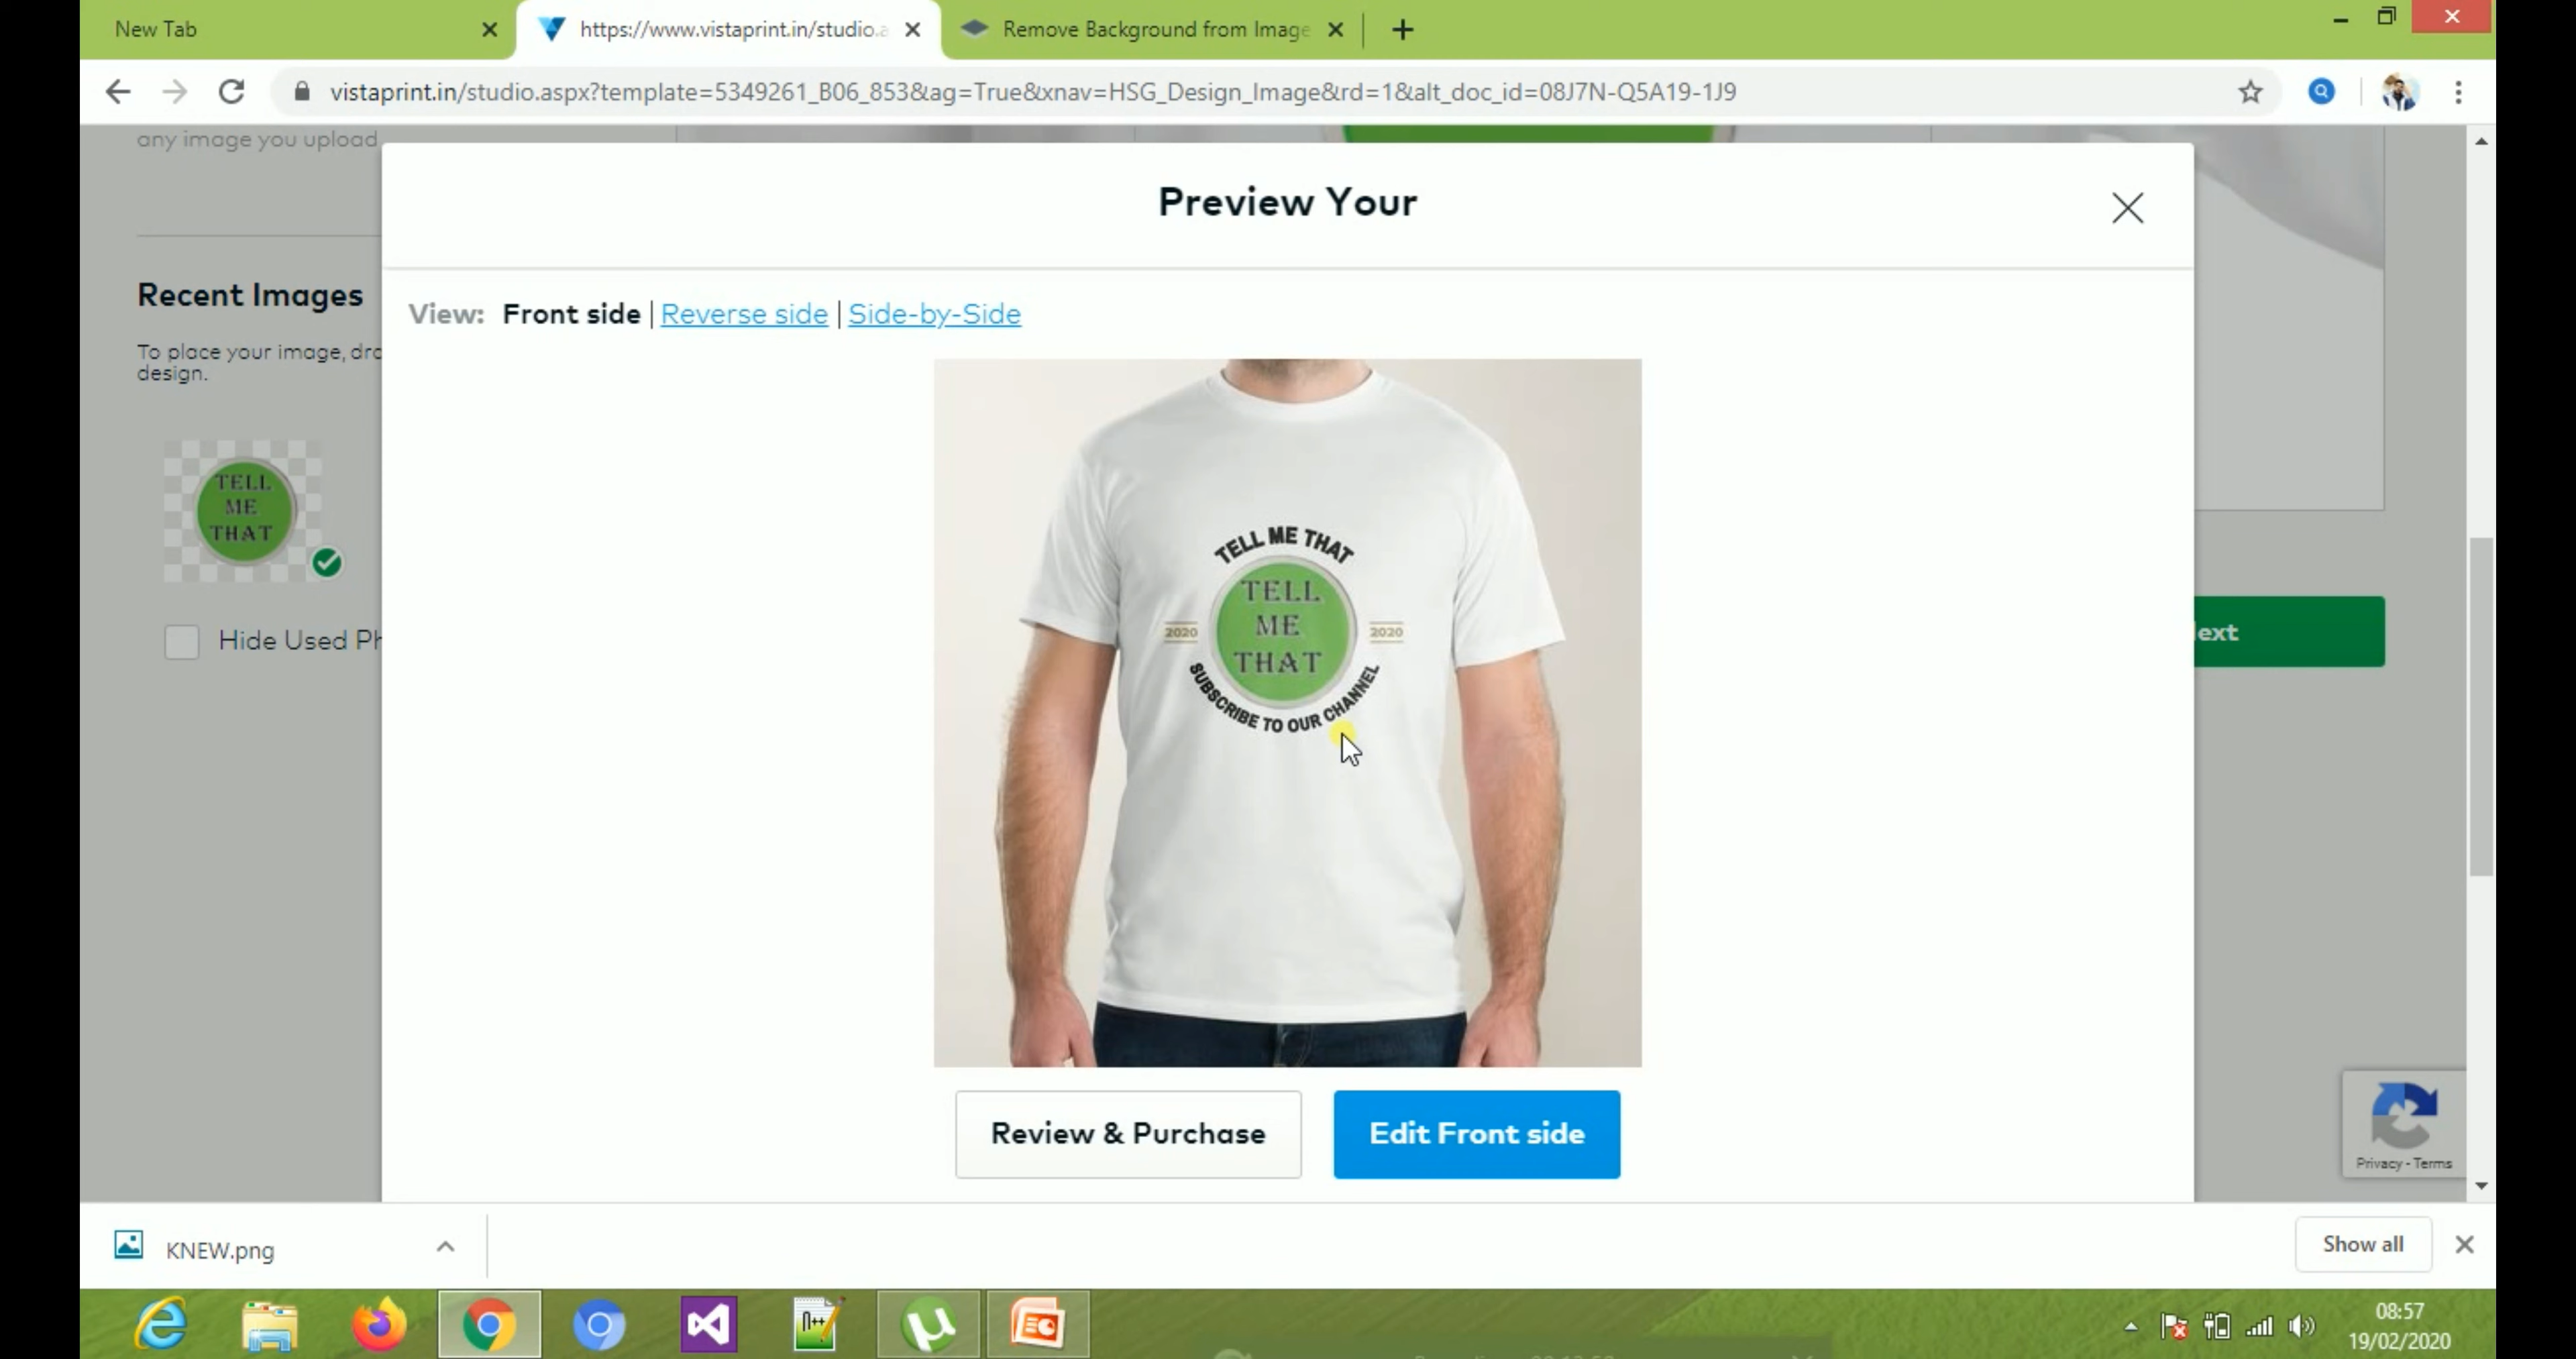 New Tab
https://www.vistaprint.in/studio.a
Remove Background from Image
vistaprint.in/studio.aspx?template=5349261_B06_853&ag=True&xnav=HSG_Design_Image&rd=1&alt_doc_id=08J7N-Q5A19-1J9
any image you upload
Preview Your
Recent Images
View: Front side | Reverse side | Side-by-Side
To place your image, dro
design.
TELL
ME
THAT
Hide Used Ph
TELL ME THAT
TELL
ME
THAT
2020
2020
SUBSCRIBE TO OUR CHANNEL
ext
Review & Purchase
Edit Front side
Privacy - Terms
KNEW.png
Show all
08:57
19/02/2020